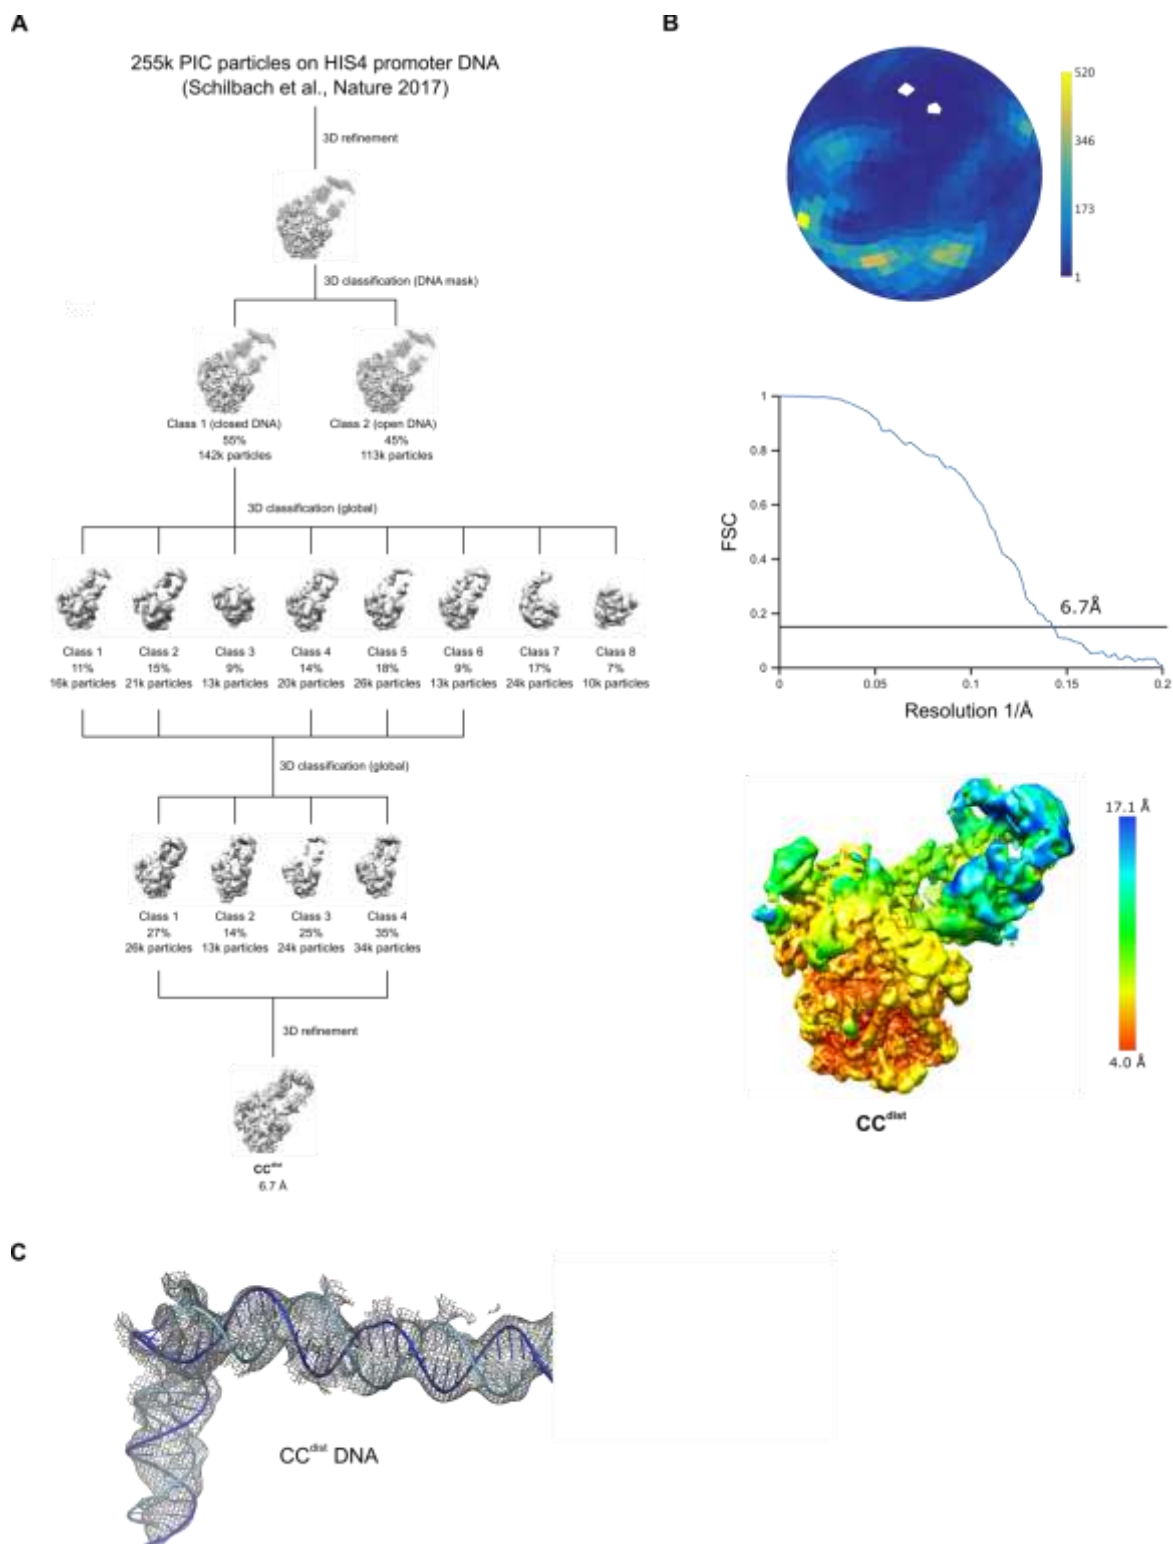 A
255k PIC particles on HIS4 promoter DNA
(Schilbach et al., Nature 2017)
3D refinement
3D classification (DNA mask)
Class 1 (closed DNA)
55%
142k particles
Class 2 (open DNA)
45%
113k particles
3D classification (global)
Class 1
11%
16k particles
Class 2
15%
21k particles
Class 3
9%
13k particles
Class 4
14%
20k particles
Class 5
18%
26k particles
Class 6
9%
13k particles
Class 7
17%
24k particles
Class 8
7%
10k particles
3D classification (global)
Class 1
27%
26k particles
Class 2
14%
13k particles
Class 3
25%
24k particles
Class 4
35%
34k particles
3D refinement
CCdist
6.7 Å
B
520
346
173
1
1
0.8
0.6
0.4
0.2
0
FSC
6.7Å
0
0.05
0.1
0.15
0.2
Resolution 1/Å
17.1 Å
4.0 Å
CCdist
C
CCdist DNA